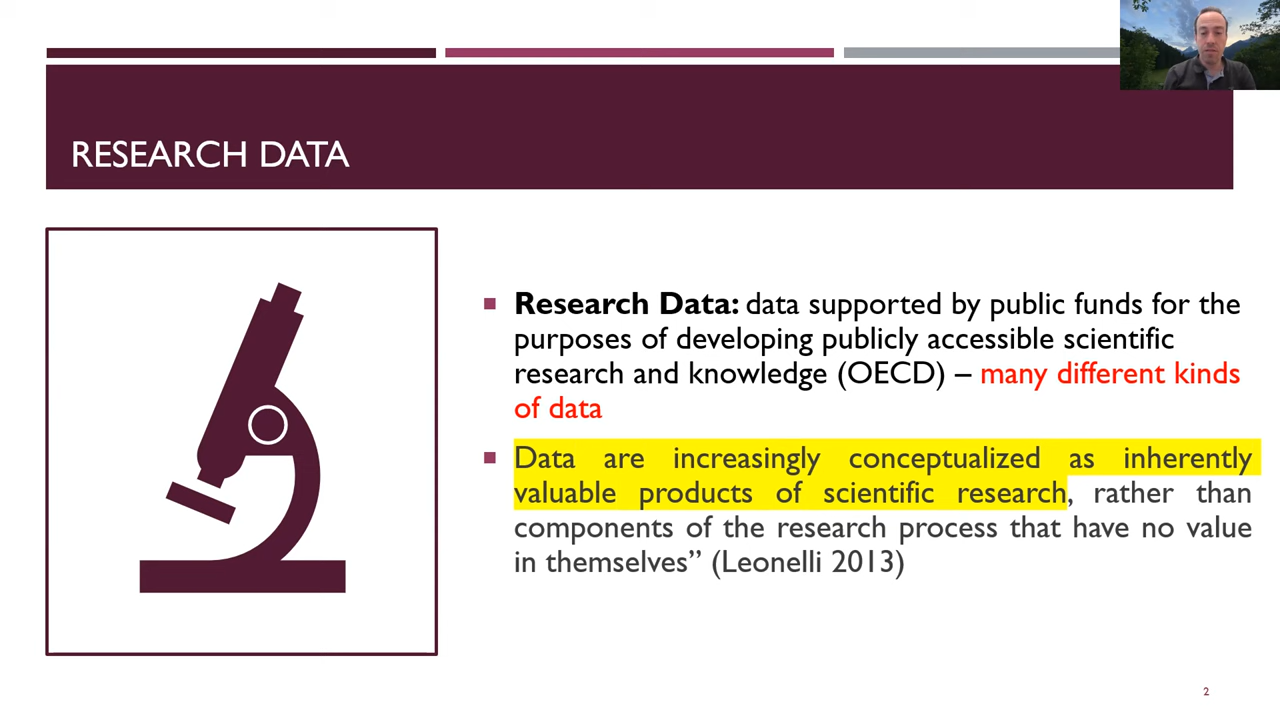 RESEARCH DATA
Research Data: data supported by public funds for the
purposes of developing publicly accessible scientific
research and knowledge (OECD) – many different kinds
of data
Data are increasingly conceptualized as inherently
valuable products of scientific research, rather than
components of the research process that have no value
in themselves” (Leonelli 2013)
2